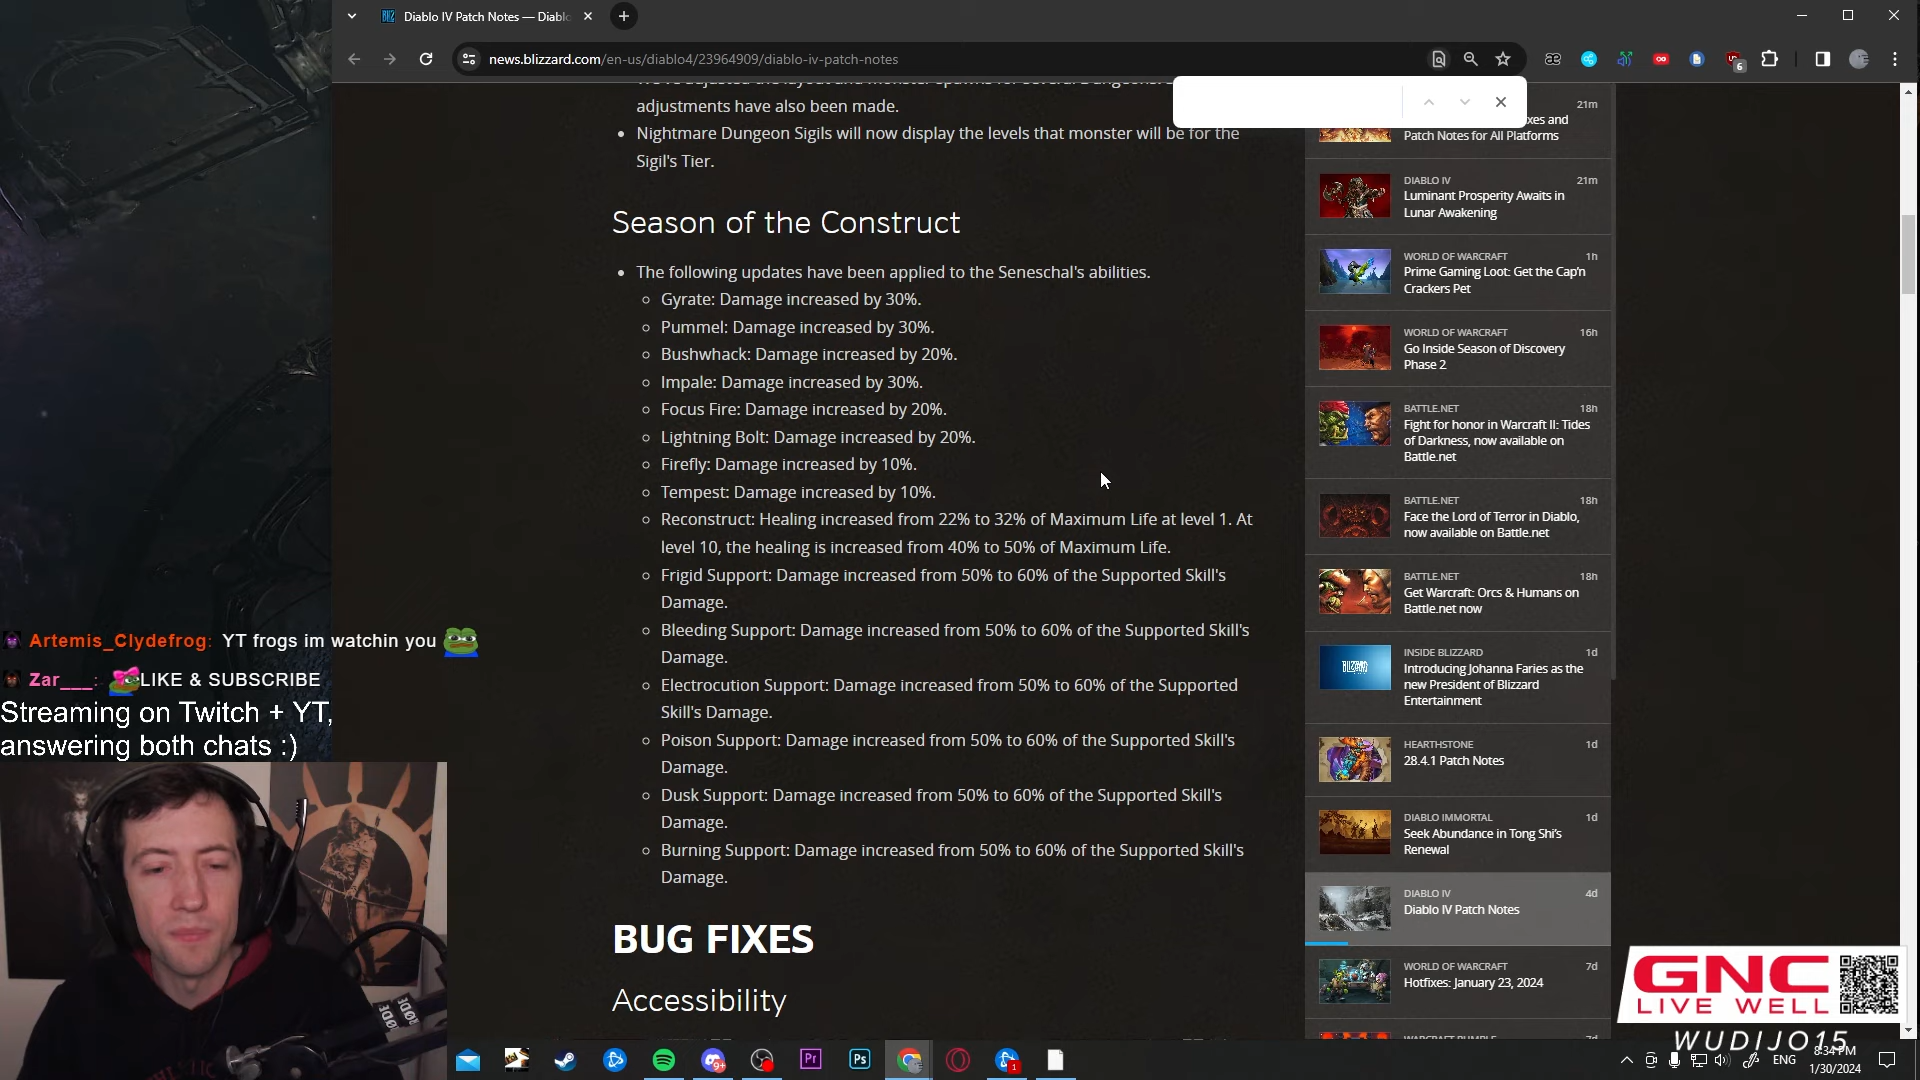 Diablo IV Patch Notes — Diablo
news.blizzard.com/en-us/diablo4/23964909/diablo-iv-patch-notes
6
adjustments have also been made.
Nightmare Dungeon Sigils will now display the levels that monster will be for the
Sigil's Tier.
Season of the Construct
The following updates have been applied to the Seneschal's abilities.
Gyrate: Damage increased by 30%.
Pummel: Damage increased by 30%.
Bushwhack: Damage increased by 20%.
Impale: Damage increased by 30%.
Focus Fire: Damage increased by 20%.
Lightning Bolt: Damage increased by 20%.
Firefly: Damage increased by 10%.
Tempest: Damage increased by 10%.
Reconstruct: Healing increased from 22% to 32% of Maximum Life at level 1. At
level 10, the healing is increased from 40% to 50% of Maximum Life.
Frigid Support: Damage increased from 50% to 60% of the Supported Skill's
Damage.
Bleeding Support: Damage increased from 50% to 60% of the Supported Skill's
Damage.
Electrocution Support: Damage increased from 50% to 60% of the Supported
Skill's Damage.
Poison Support: Damage increased from 50% to 60% of the Supported Skill's
Damage.
Dusk Support: Damage increased from 50% to 60% of the Supported Skill's
Damage.
Burning Support: Damage increased from 50% to 60% of the Supported Skill's
Damage.
BUG FIXES
Accessibility
21m
xes and
Patch Notes for All Platforms
DIABLO IV 21m
Luminant Prosperity Awaits in
Lunar Awakening
WORLD OF WARCRAFT 1h
Prime Gaming Loot: Get the Cap'n
Crackers Pet
WORLD OF WARCRAFT 16h
Go Inside Season of Discovery
Phase 2
BATTLE.NET 18h
Fight for honor in Warcraft II: Tides
of Darkness, now available on
Battle.net
BATTLE.NET 18h
Face the Lord of Terror in Diablo,
now available on Battle.net
BATTLE.NET 18h
Get Warcraft: Orcs & Humans on
Battle.net now
INSIDE BLIZZARD 1d
Introducing Johanna Faries as the
new President of Blizzard
Entertainment
HEARTHSTONE 1d
28.4.1 Patch Notes
DIABLO IMMORTAL 1d
Seek Abundance in Tong Shi's
Renewal
DIABLO IV 4d
Diablo IV Patch Notes
WORLD OF WARCRAFT 7d
Hotfixes: January 23, 2024
Artemis_Clydefrog: YT frogs im watchin you
Zar___: LIKE & SUBSCRIBE
Streaming on Twitch + YT,
answering both chats :)
RØDE
RØDE
GNC
LIVE WELL
WUDIJO15
9+
Pr
Ps
1
ENG
8:34 PM
1/30/2024